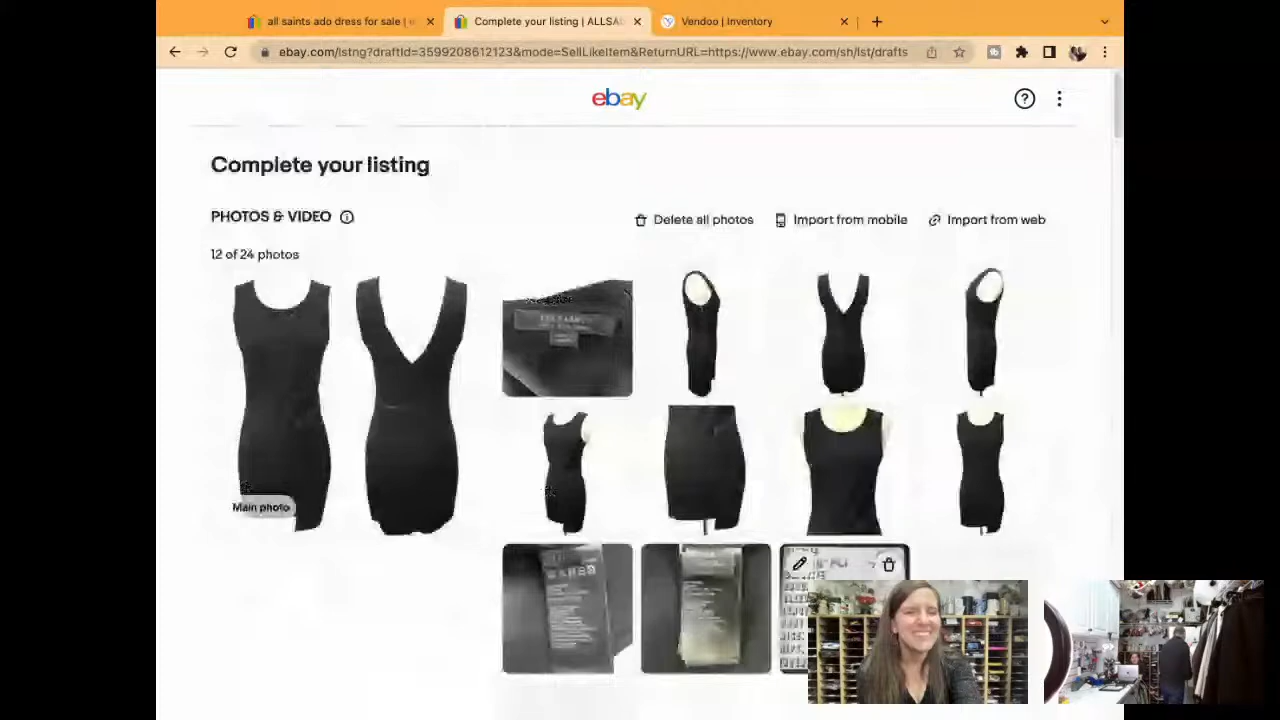 all saints ado dress for sale | e
Complete your listing | ALLSA
Vendoo | Inventory
ebay.com/lstng?draftId=3599208612123&mode=SellLikeItem&ReturnURL=https://www.ebay.com/sh/lst/drafts
ebay
Complete your listing
PHOTOS & VIDEO
Delete all photos
Import from mobile
Import from web
12 of 24 photos
Main photo